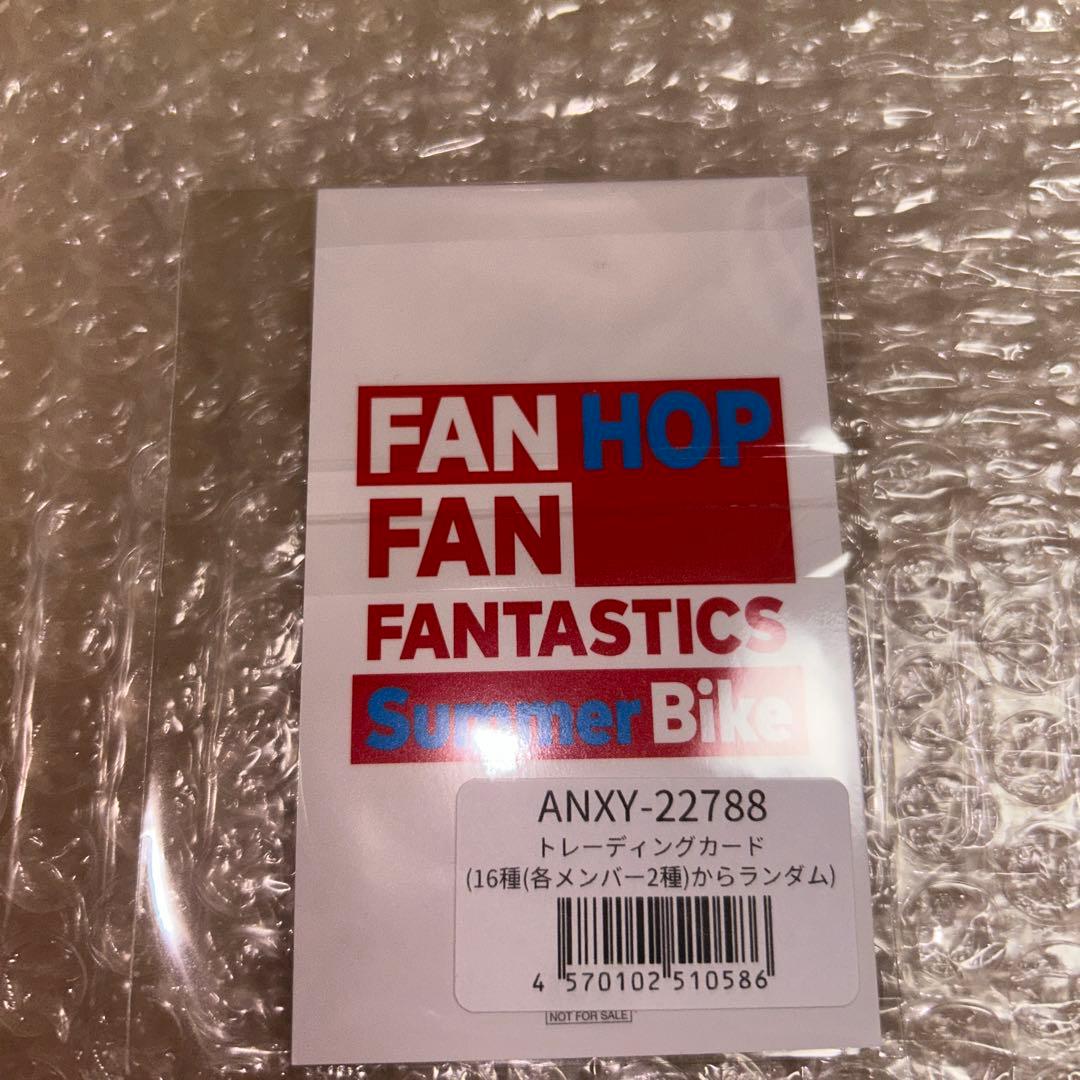 FAN HOP
FAN
FANTASTICS
Summer Bike
ANXY-22788
トレーディングカード
(16種(各メンバー2種)からランダム)
4 570102 510586
NOT FOR SALE